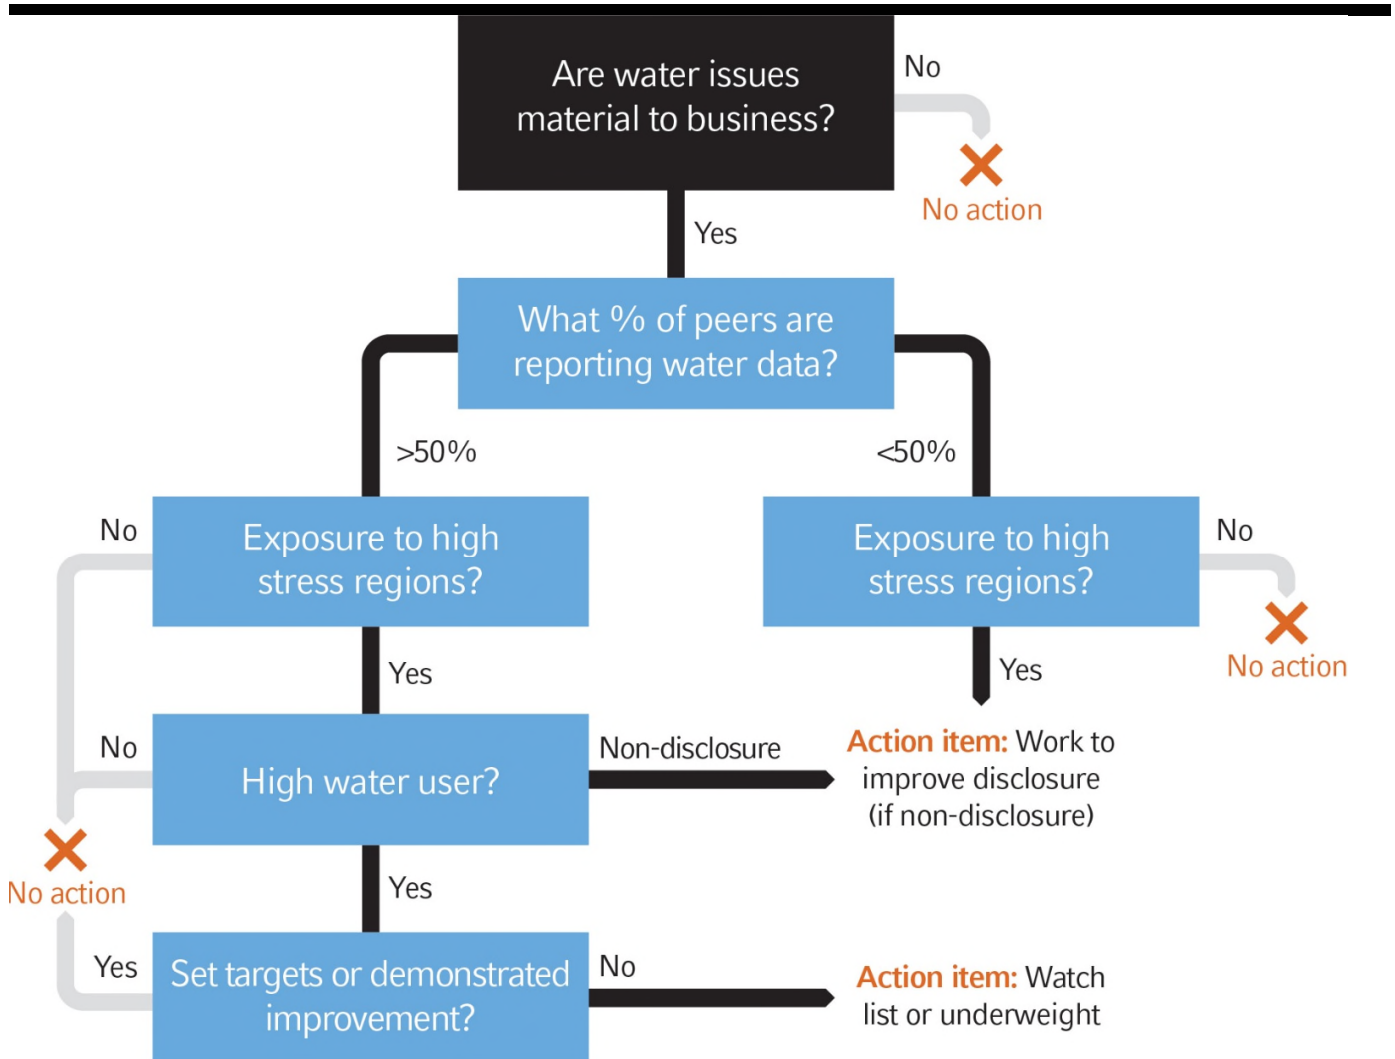 Are water issues
material to business?
No
No action
Yes
What % of peers are
reporting water data?
>50%
<50%
No
Exposure to high
stress regions?
Exposure to high
stress regions?
No
No action
Yes
Yes
No
High water user?
Non-disclosure
Action item: Work to
improve disclosure
(if non-disclosure)
No action
Yes
Yes
Set targets or demonstrated
improvement?
No
Action item: Watch
list or underweight